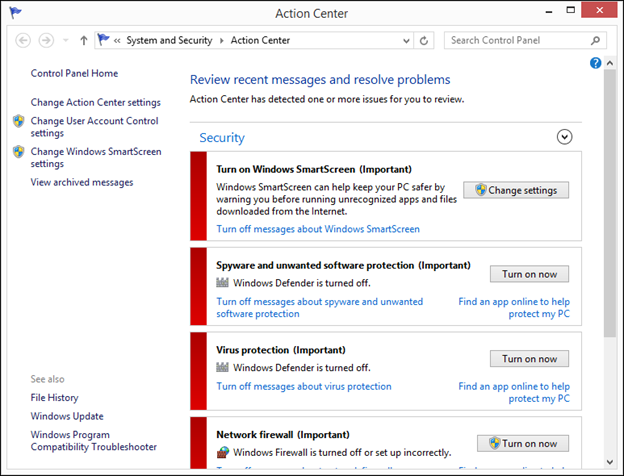 Action Center
« System and Security ▸ Action Center
Search Control Panel
Control Panel Home
Change Action Center settings
Change User Account Control
settings
Change Windows SmartScreen
settings
View archived messages
See also
File History
Windows Update
Windows Program
Compatibility Troubleshooter
Review recent messages and resolve problems
Action Center has detected one or more issues for you to review.
Security
Turn on Windows SmartScreen (Important)
Windows SmartScreen can help keep your PC safer by
warning you before running unrecognized apps and files
downloaded from the Internet.
Change settings
Turn off messages about Windows SmartScreen
Spyware and unwanted software protection (Important)
Windows Defender is turned off.
Turn on now
Turn off messages about spyware and unwanted
software protection
Find an app online to help
protect my PC
Virus protection (Important)
Windows Defender is turned off.
Turn on now
Turn off messages about virus protection
Find an app online to help
protect my PC
Network firewall (Important)
Windows Firewall is turned off or set up incorrectly.
Turn on now